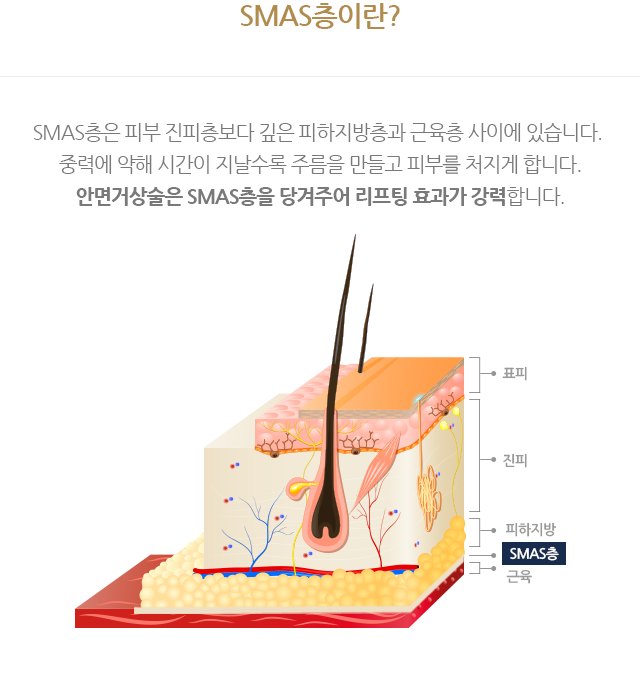 SMAS층이란?
SMAS층은 피부 진피층보다 깊은 피하지방층과 근육층 사이에 있습니다.
중력에 약해 시간이 지날수록 주름을 만들고 피부를 처지게 합니다.
안면거상술은 SMAS층을 당겨주어 리프팅 효과가 강력합니다.
표피
진피
피하지방
SMAS층
근육